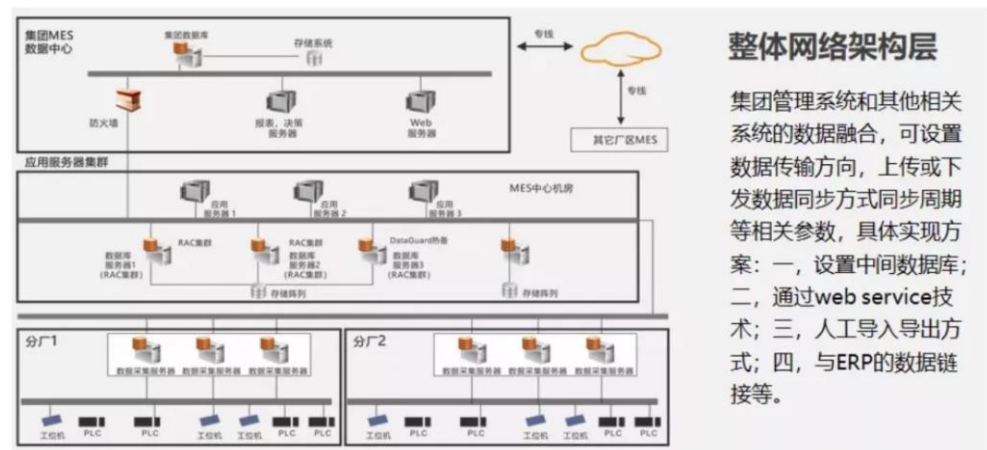 集团MES
数据中心
集团数据库
存储系统
专线
专线
防火墙
报表，决策
服务器
Web
服务器
其它厂区MES
应用服务器集群
MES中心机房
应用
服务器1
应用
服务器2
应用
服务器3
RAC集群
数据库
服务器1
(RAC集群)
RAC集群
数据库
服务器2
(RAC集群)
DataGuard热备
数据库
服务器3
(RAC集群)
存储阵列
存储阵列
分厂1
数据采集服务器
数据采集服务器
数据采集服务器
工位机
PLC
PLC
工位机
工位机
PLC
PLC
分厂2
数据采集服务器
数据采集服务器
数据采集服务器
工位机
PLC
PLC
工位机
工位机
PLC
PLC
整体网络架构层
集团管理系统和其他相关
系统的数据融合，可设置
数据传输方向，上传或下
发数据同步方式同步周期
等相关参数，具体实现方
案：一，设置中间数据库；
二，通过web service技
术；三，人工导入导出方
式；四，与ERP的数据链
接等。